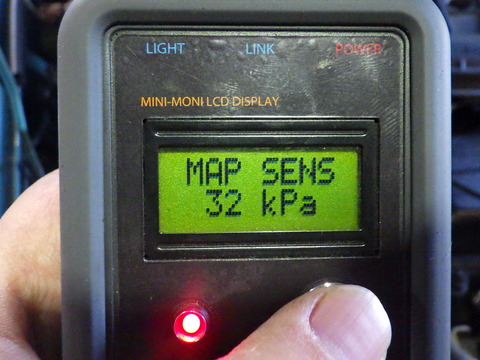 LIGHT LINK POWER
MINI-MONI LCD DISPLAY
MAP SENS
32 kPa